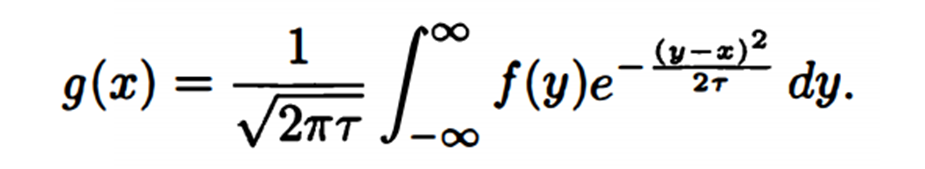 g(x) = \frac{1}{\sqrt{2\pi\tau}} \int_{-\infty}^{\infty} f(y)e^{-\frac{(y-x)^2}{2\tau}} dy.